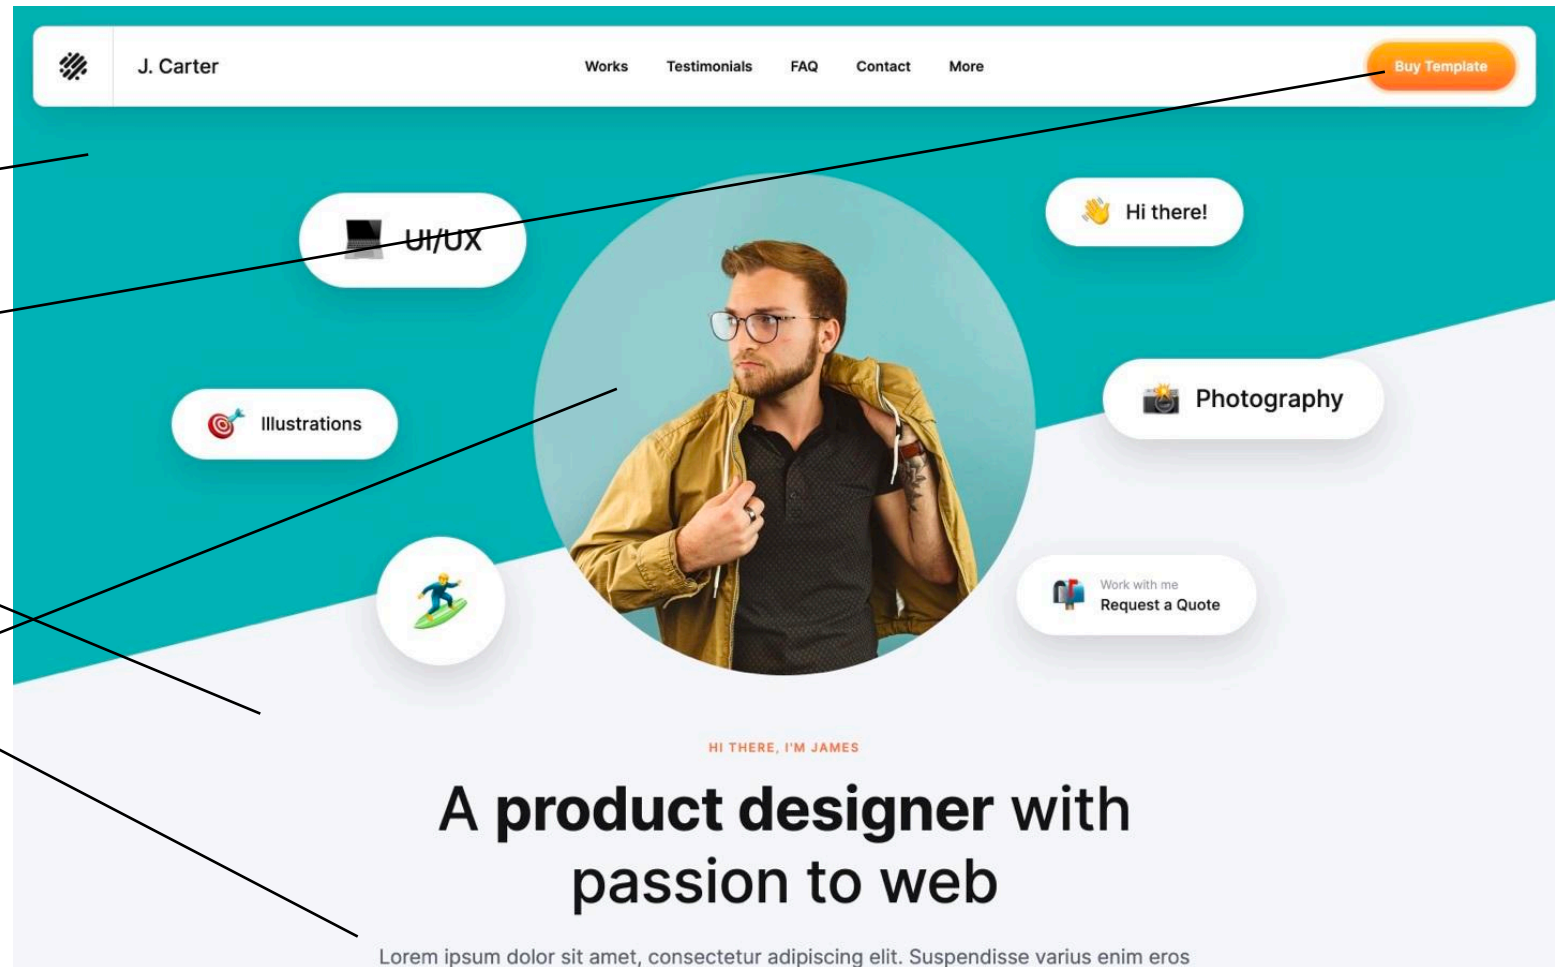 J. Carter
Works
Testimonials
FAQ
Contact
More
Buy Template
UI/UX
Hi there!
Illustrations
Photography
Work with me
Request a Quote
HI THERE, I'M JAMES
A product designer with
passion to web
Lorem ipsum dolor sit amet, consectetur adipiscing elit. Suspendisse varius enim eros